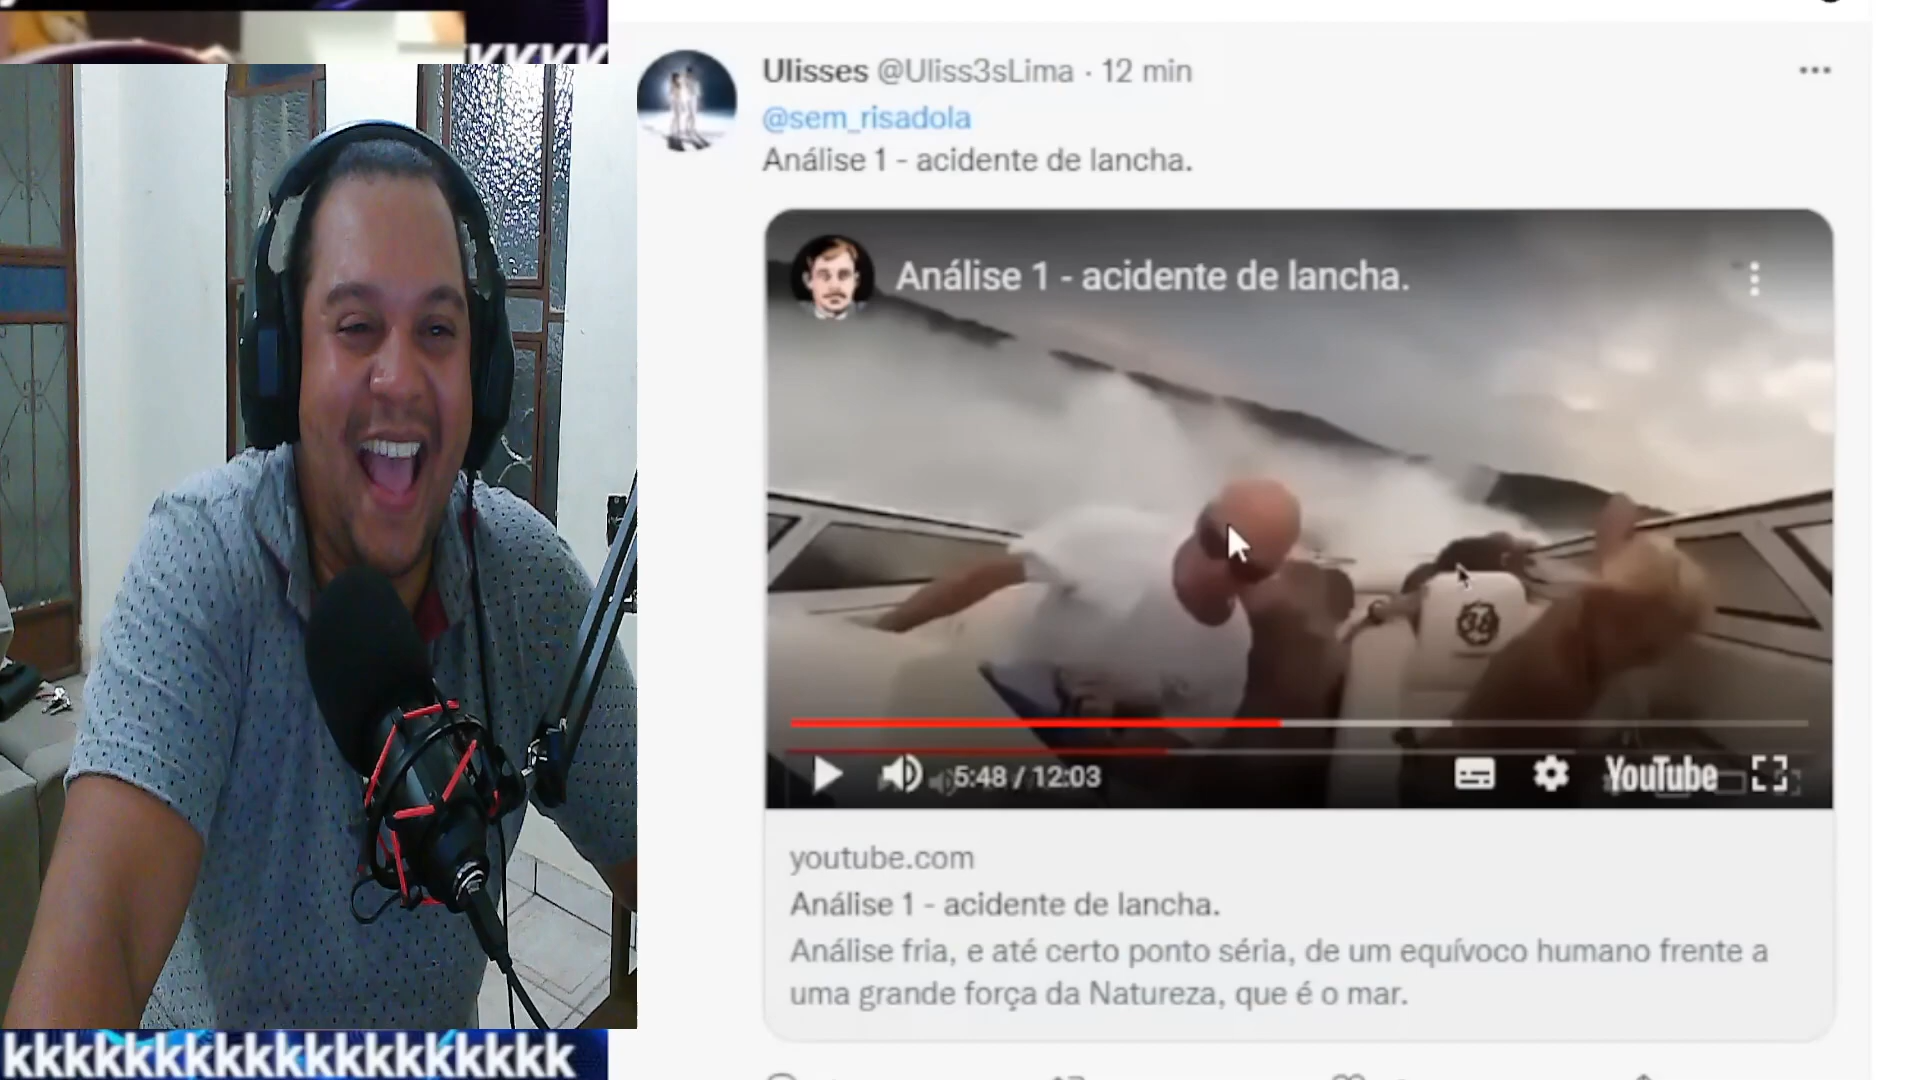 Ulisses @Uliss3sLima · 12 min
@sem_risadola
Análise 1 - acidente de lancha.
Análise 1 - acidente de lancha.
38
5:48 / 12:03
YouTube
youtube.com
Análise 1 - acidente de lancha.
Análise fria, e até certo ponto séria, de um equívoco humano frente a
uma grande força da Natureza, que é o mar.
kkkkkkkkkkkkkkkkkkk